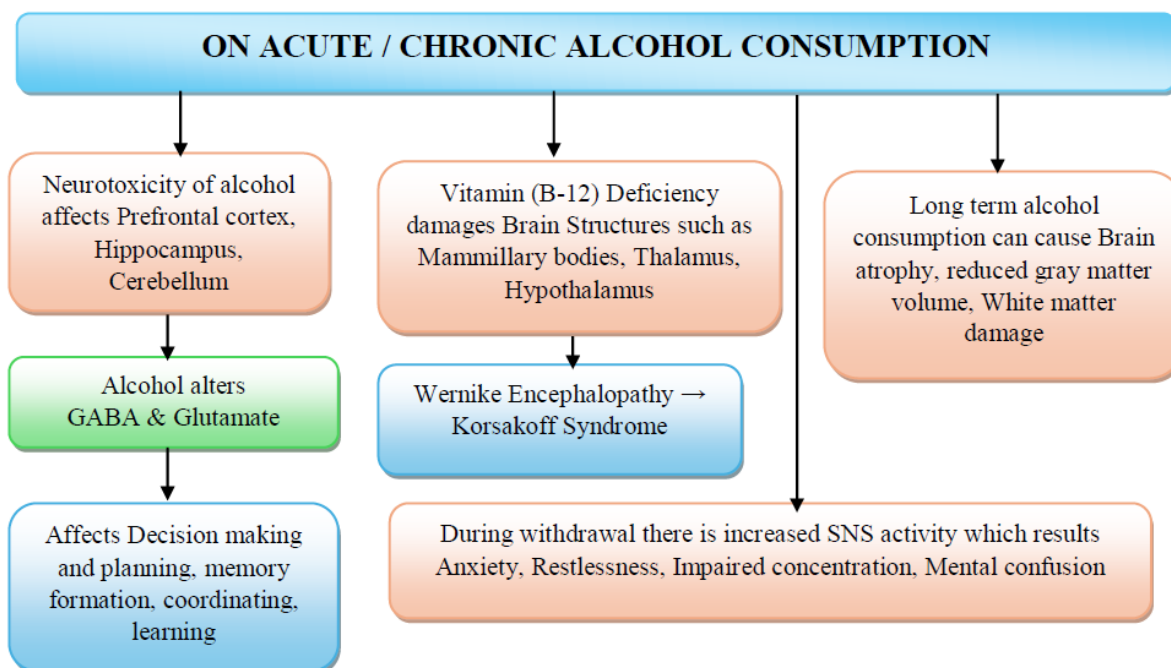 ON ACUTE / CHRONIC ALCOHOL CONSUMPTION
Neurotoxicity of alcohol
affects Prefrontal cortex,
Hippocampus,
Cerebellum
Alcohol alters
GABA & Glutamate
Affects Decision making
and planning, memory
formation, coordinating,
learning
Vitamin (B-12) Deficiency
damages Brain Structures such as
Mammillary bodies, Thalamus,
Hypothalamus
Wernike Encephalopathy →
Korsakoff Syndrome
Long term alcohol
consumption can cause Brain
atrophy, reduced gray matter
volume, White matter
damage
During withdrawal there is increased SNS activity which results
Anxiety, Restlessness, Impaired concentration, Mental confusion